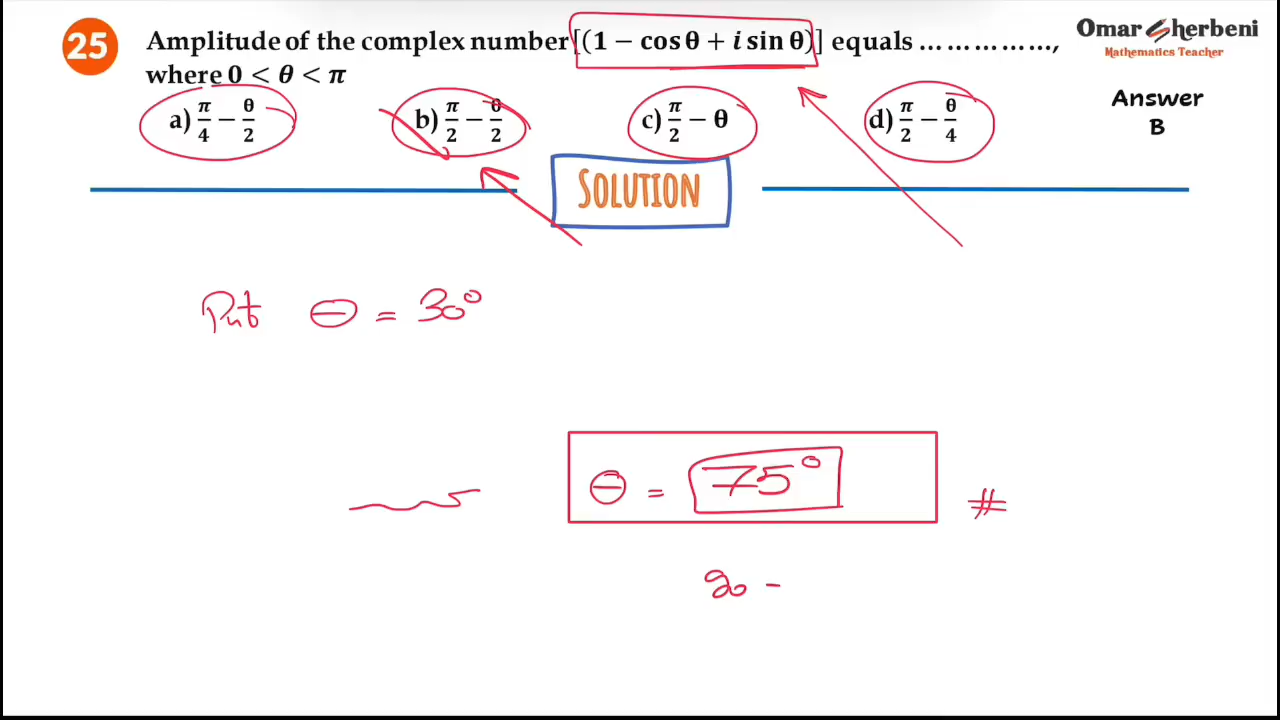 25 Amplitude of the complex number [(1 − cos θ + i sin θ)] equals ……………,
where 0 < θ < π
a) π/4 − θ/2 b) π/2 − θ/2 c) π/2 − θ d) π/2 − θ/4
Omar Sherbeni
Mathematics Teacher
Answer
B
SOLUTION
Put θ = 30°
θ = 75° #
90 -